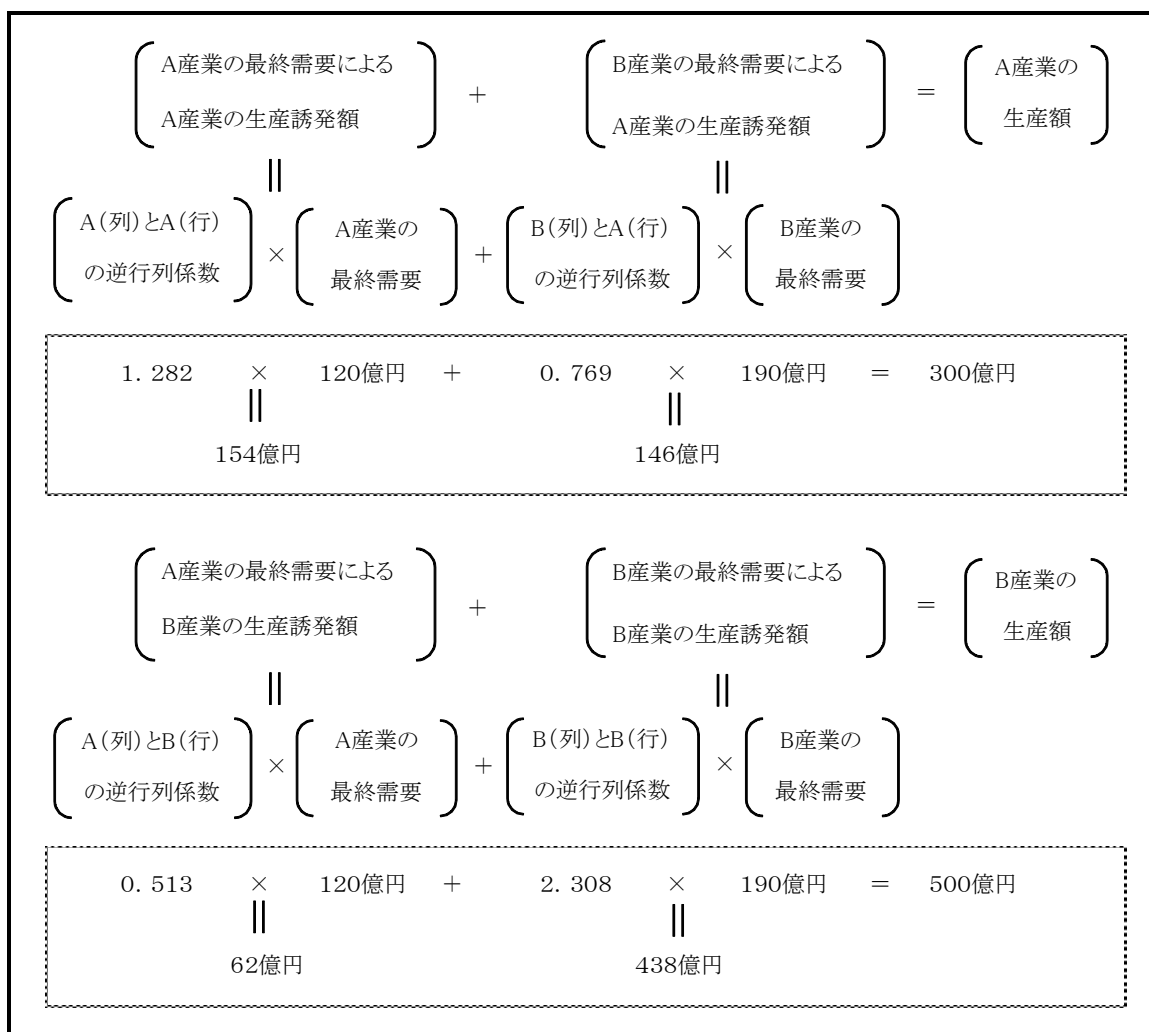 A産業の最終需要による
A産業の生産誘発額
+
B産業の最終需要による
A産業の生産誘発額
=
A産業の
生産額
||
||
A(列)とA(行)
の逆行列係数
×
A産業の
最終需要
+
B(列)とA(行)
の逆行列係数
×
B産業の
最終需要
1.282 × 120億円 + 0.769 × 190億円 = 300億円
|| ||
154億円 146億円
A産業の最終需要による
B産業の生産誘発額
+
B産業の最終需要による
B産業の生産誘発額
=
B産業の
生産額
||
||
A(列)とB(行)
の逆行列係数
×
A産業の
最終需要
+
B(列)とB(行)
の逆行列係数
×
B産業の
最終需要
0.513 × 120億円 + 2.308 × 190億円 = 500億円
|| ||
62億円 438億円